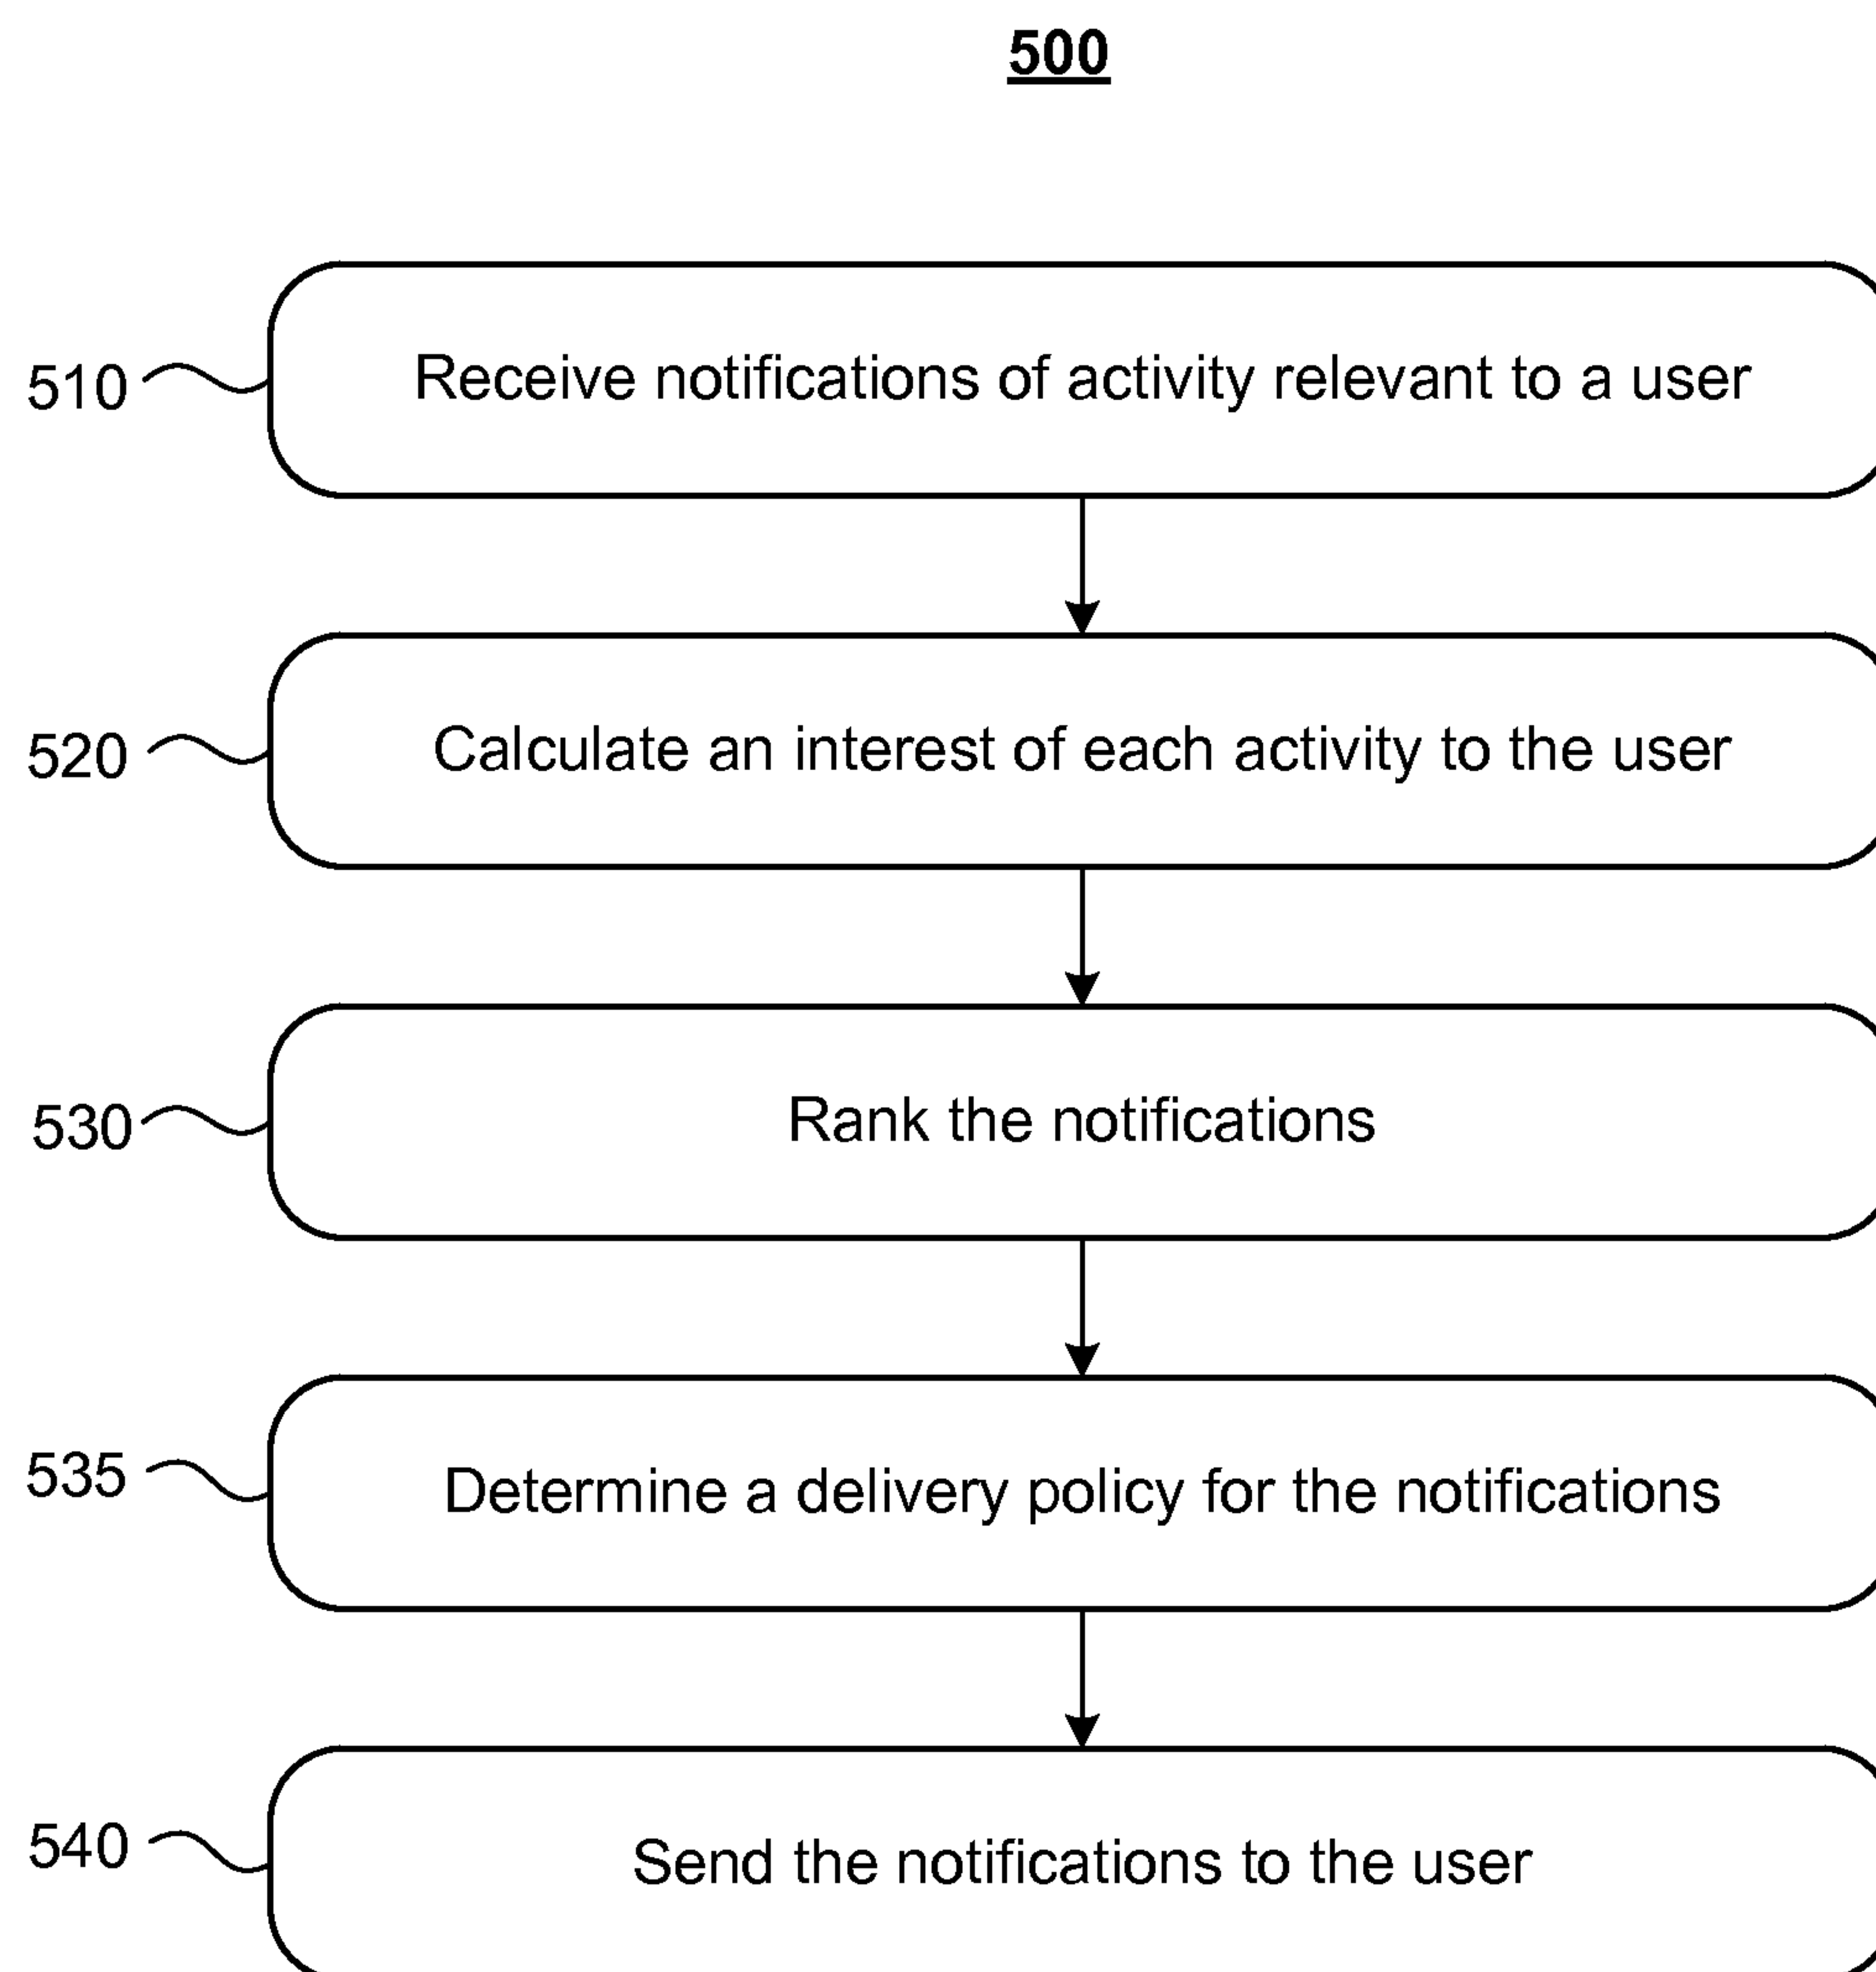 500
510
Receive notifications of activity relevant to a user
520
Calculate an interest of each activity to the user
530
Rank the notifications
535
Determine a delivery policy for the notifications
540
Send the notifications to the user